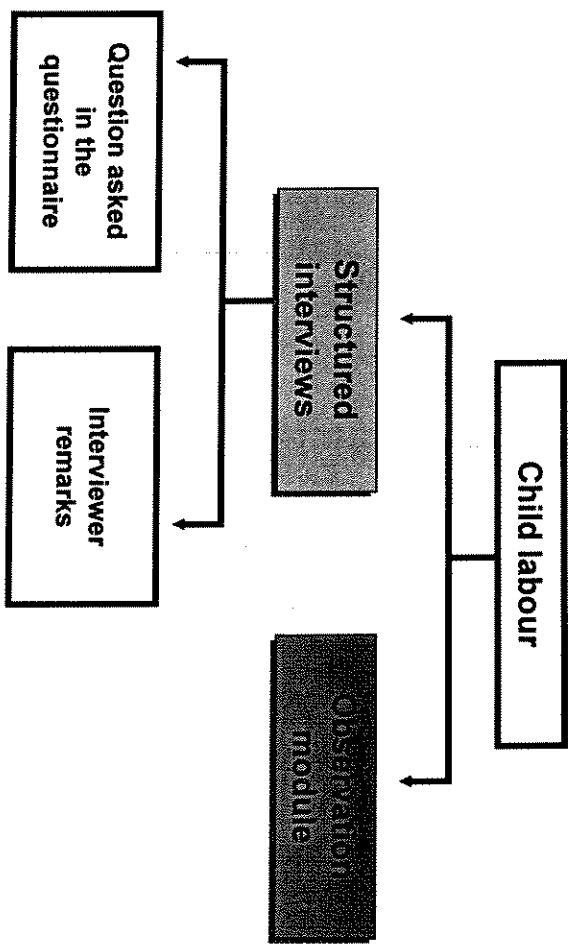 Child labour
Structured
interviews
Observation
module
Question asked
in the
questionnaire
Interviewer
remarks